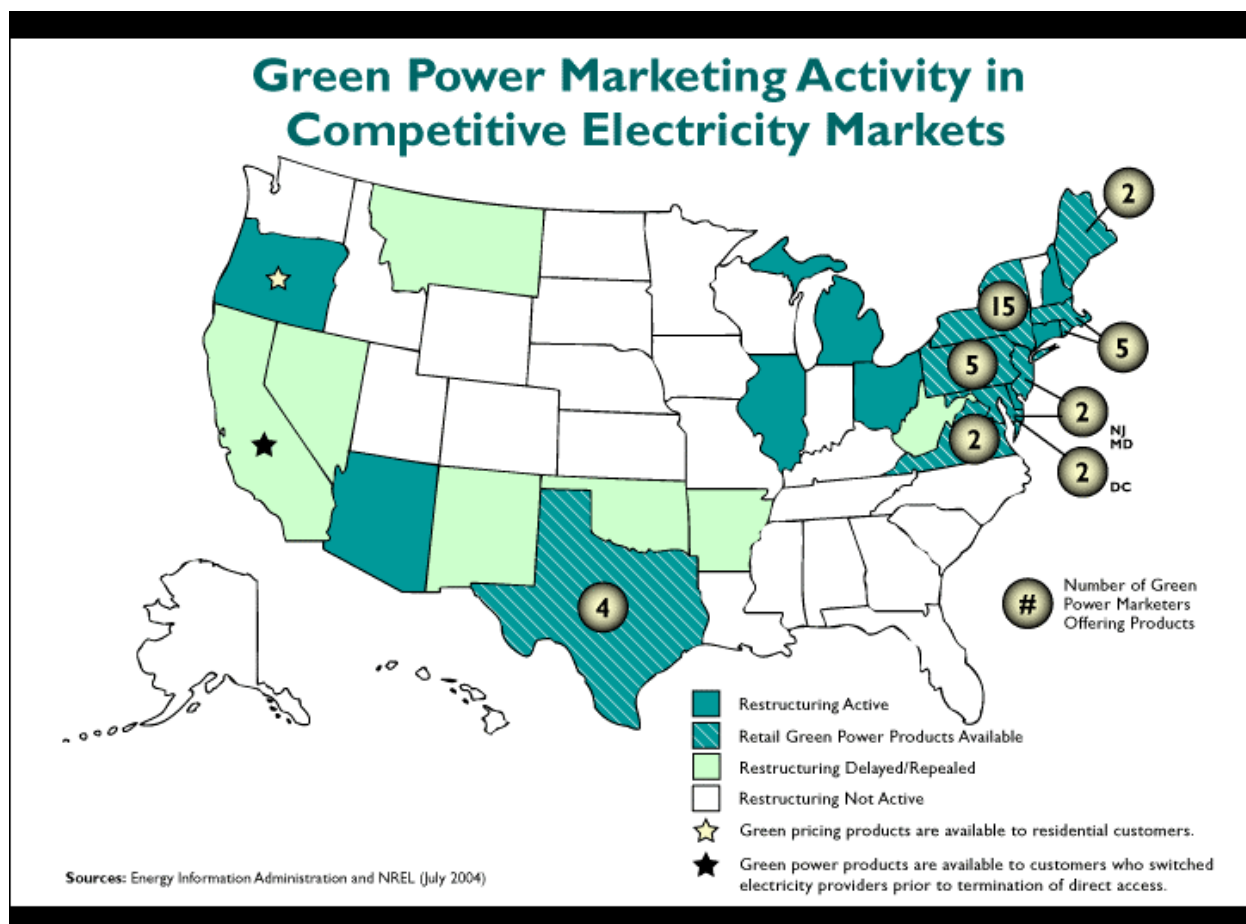 Green Power Marketing Activity in
Competitive Electricity Markets
2
15
5
5
2
NJ
MD
2
2
DC
4
#
Number of Green
Power Marketers
Offering Products
Restructuring Active
Retail Green Power Products Available
Restructuring Delayed/Repealed
Restructuring Not Active
Green pricing products are available to residential customers.
Green power products are available to customers who switched
electricity providers prior to termination of direct access.
Sources: Energy Information Administration and NREL (July 2004)